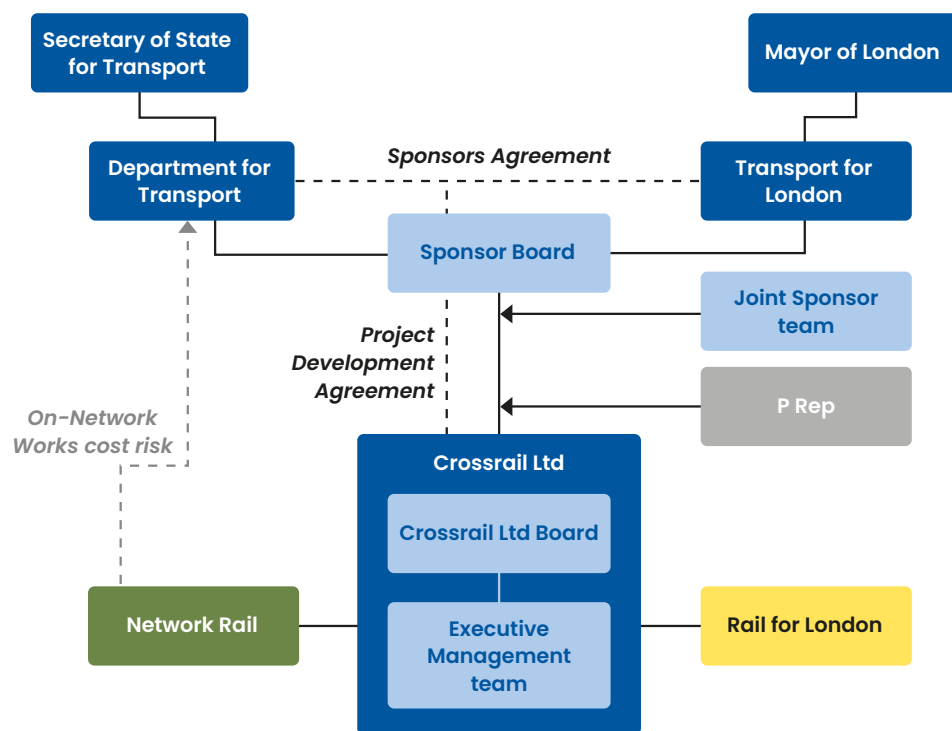 Secretary of State
for Transport
Mayor of London
Sponsors Agreement
Department for
Transport
Transport for
London
Sponsor Board
Joint Sponsor
team
Project
Development
Agreement
P Rep
On-Network
Works cost risk
Crossrail Ltd
Crossrail Ltd Board
Network Rail
Executive
Management
team
Rail for London